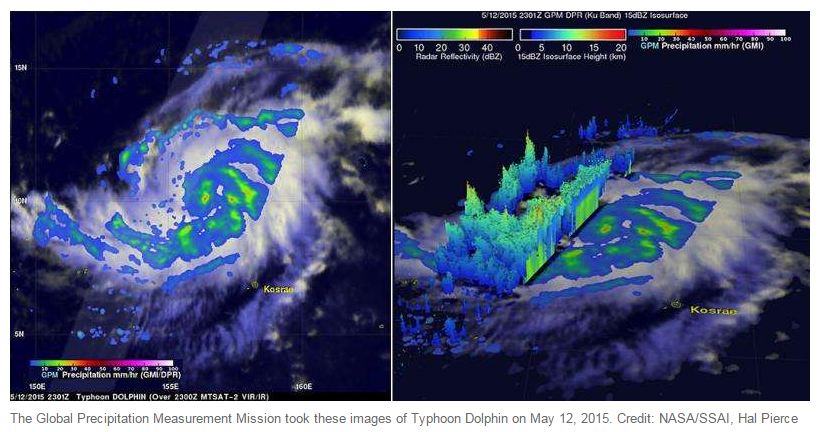 15N
10N
5N
Kosrae
10 20 30 40 50 60 70 80 90 100
GPM Precipitation mm/hr (GMI/DPR)
150E 155E 160E
5/12/2015 2301Z Typhoon DOLPHIN (Over 2300Z MTSAT-2 VIR/IR)
5/12/2015 2301Z GPM DPR (Ku Band) 15dBZ Isosurface
0 10 20 30 40
Radar Reflectivity (dBZ)
0 5 10 15 20
15dBZ Isosurface Height (km)
10 20 30 40 50 60 70 80 90 100
GPM Precipitation mm/hr (GMI)
Kosrae
The Global Precipitation Measurement Mission took these images of Typhoon Dolphin on May 12, 2015. Credit: NASA/SSAI, Hal Pierce